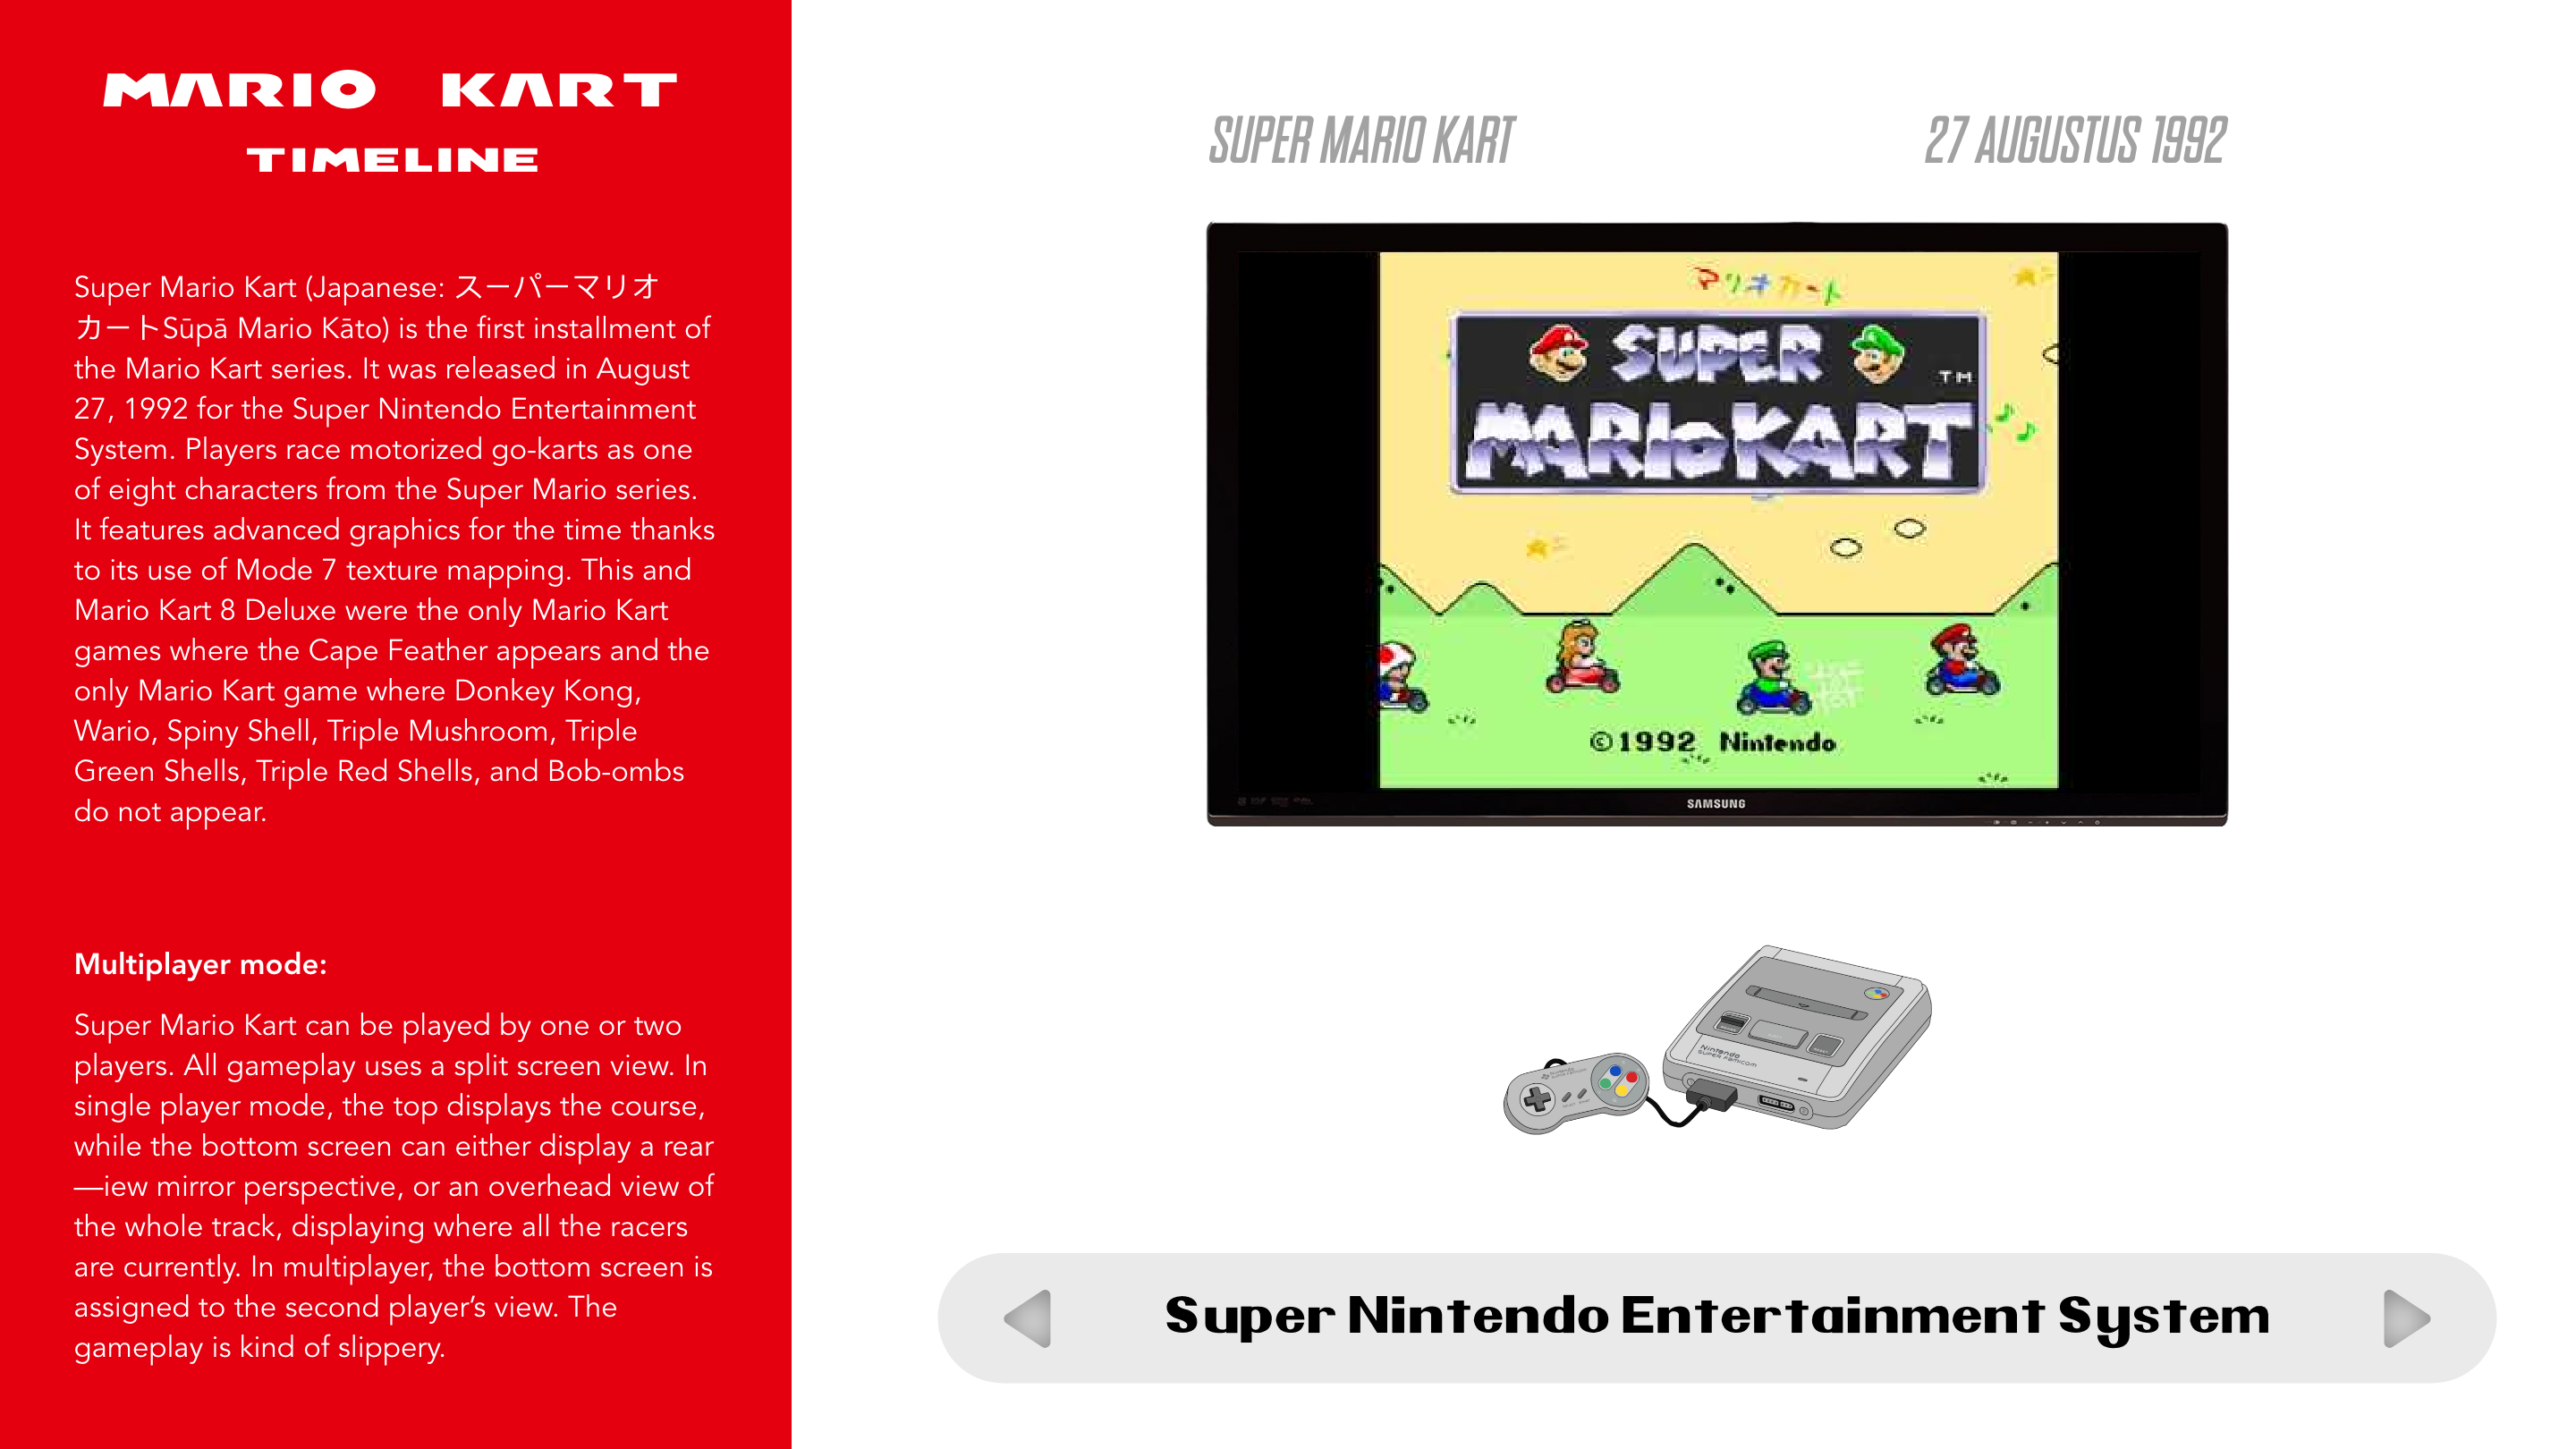 MARIO KART
TIMELINE
Super Mario Kart (Japanese: スーパーマリオ
カートSūpā Mario Kāto) is the first installment of
the Mario Kart series. It was released in August
27, 1992 for the Super Nintendo Entertainment
System. Players race motorized go-karts as one
of eight characters from the Super Mario series.
It features advanced graphics for the time thanks
to its use of Mode 7 texture mapping. This and
Mario Kart 8 Deluxe were the only Mario Kart
games where the Cape Feather appears and the
only Mario Kart game where Donkey Kong,
Wario, Spiny Shell, Triple Mushroom, Triple
Green Shells, Triple Red Shells, and Bob-ombs
do not appear.
Multiplayer mode:
Super Mario Kart can be played by one or two
players. All gameplay uses a split screen view. In
single player mode, the top displays the course,
while the bottom screen can either display a rear
—iew mirror perspective, or an overhead view of
the whole track, displaying where all the racers
are currently. In multiplayer, the bottom screen is
assigned to the second player’s view. The
gameplay is kind of slippery.
SUPER MARIO KART
27 AUGUSTUS 1992
マリオカート
SUPER
MARIO KART TM
©1992 Nintendo
SAMSUNG
Nintendo
SUPER FAMICOM
Super Nintendo Entertainment System